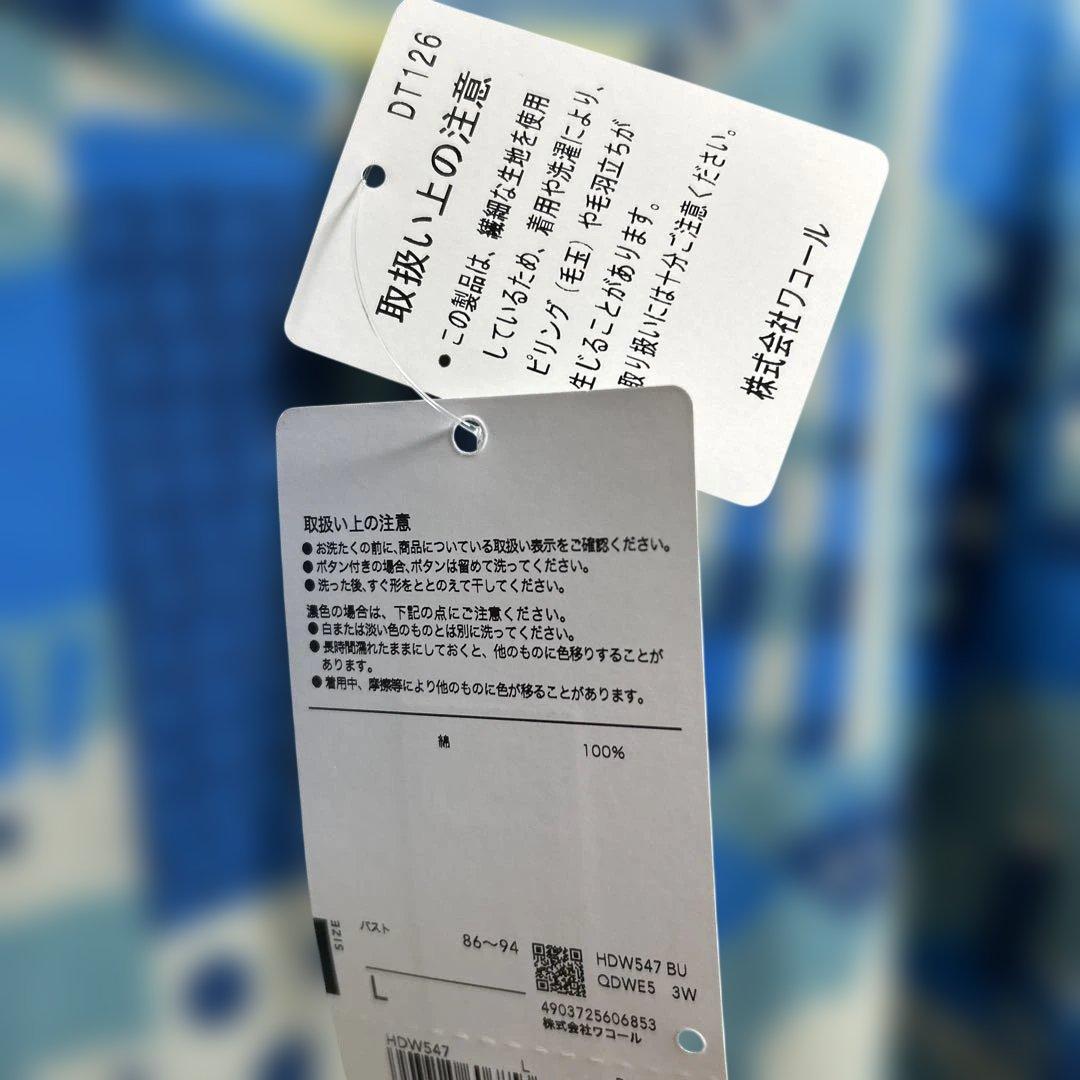 DT126
取扱い上の注意
●この製品は、繊細な生地を使用
しているため、着用や洗濯により、
ピリング（毛玉）や毛羽立ちが
生じることがあります。
取り扱いには十分ご注意ください。
株式会社ワコール
取扱い上の注意
●お洗たくの前に、商品についている取扱い表示をご確認ください。
●ボタン付きの場合、ボタンは留めて洗ってください。
●洗った後、すぐ形をととのえて干してください。
濃色の場合は、下記の点にご注意ください。
●白または淡い色のものとは別に洗ってください。
●長時間濡れたままにしておくと、他のものに色移りすることが
あります。
●着用中、摩擦等により他のものに色が移ることがあります。
綿 100%
SIZE
バスト
86～94
L
HDW547 BU
QDWE5 3W
4903725606853
株式会社ワコール
HDW547 L